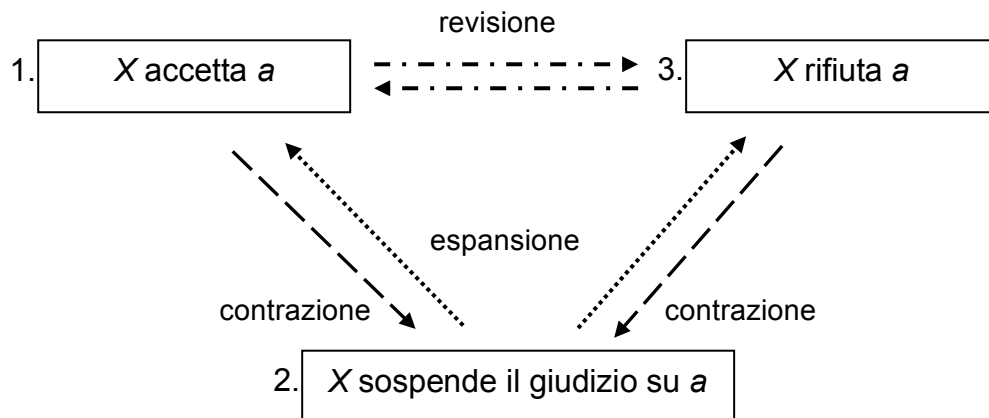 revisione
1. X accetta a
3. X rifiuta a
espansione
contrazione
contrazione
2. X sospende il giudizio su a